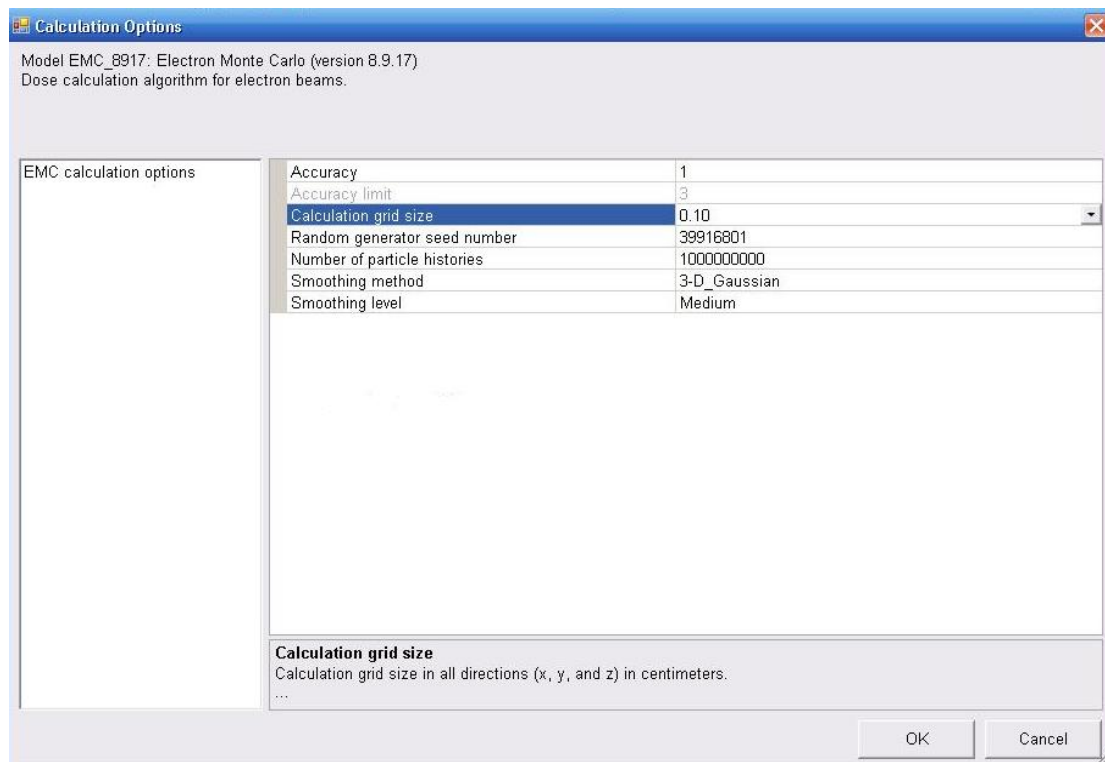 Calculation Options
Model EMC_8917: Electron Monte Carlo (version 8.9.17)
Dose calculation algorithm for electron beams.
EMC calculation options
Accuracy 1
Accuracy limit 3
Calculation grid size 0.10
Random generator seed number 39916801
Number of particle histories 1000000000
Smoothing method 3-D_Gaussian
Smoothing level Medium
Calculation grid size
Calculation grid size in all directions (x, y, and z) in centimeters.
...
OK Cancel